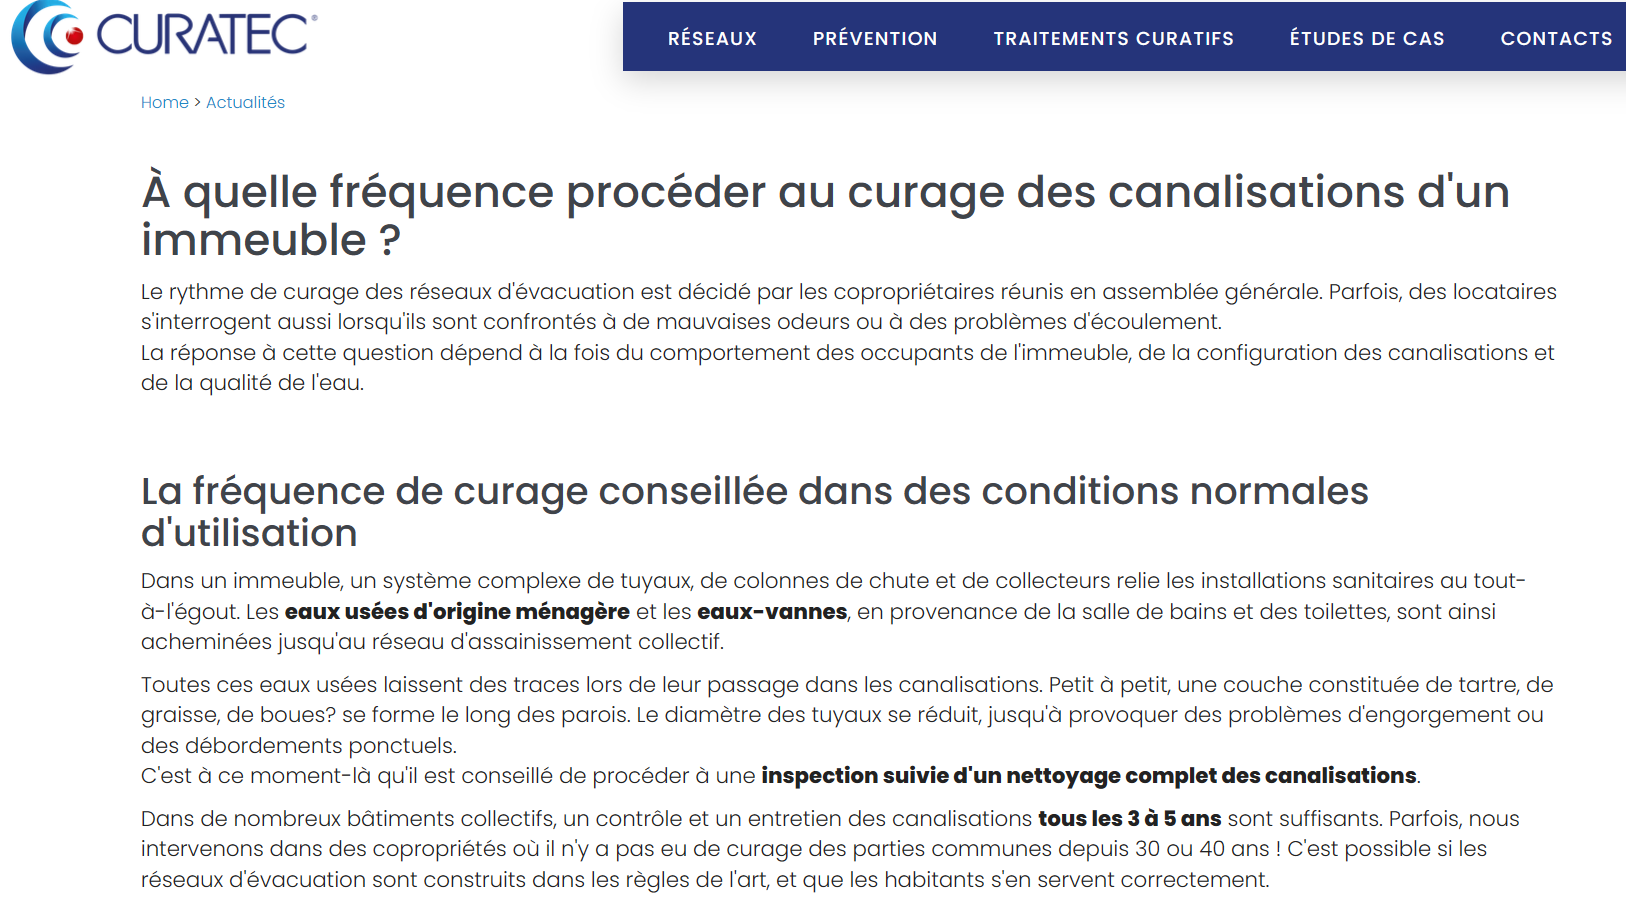 CURATEC®
RÉSEAUX PRÉVENTION TRAITEMENTS CURATIFS ÉTUDES DE CAS CONTACTS
Home > Actualités
À quelle fréquence procéder au curage des canalisations d'un
immeuble ?
Le rythme de curage des réseaux d'évacuation est décidé par les copropriétaires réunis en assemblée générale. Parfois, des locataires
s'interrogent aussi lorsqu'ils sont confrontés à de mauvaises odeurs ou à des problèmes d'écoulement.
La réponse à cette question dépend à la fois du comportement des occupants de l'immeuble, de la configuration des canalisations et
de la qualité de l'eau.
La fréquence de curage conseillée dans des conditions normales
d'utilisation
Dans un immeuble, un système complexe de tuyaux, de colonnes de chute et de collecteurs relie les installations sanitaires au tout-
à-l'égout. Les eaux usées d'origine ménagère et les eaux-vannes, en provenance de la salle de bains et des toilettes, sont ainsi
acheminées jusqu'au réseau d'assainissement collectif.
Toutes ces eaux usées laissent des traces lors de leur passage dans les canalisations. Petit à petit, une couche constituée de tartre, de
graisse, de boues? se forme le long des parois. Le diamètre des tuyaux se réduit, jusqu'à provoquer des problèmes d'engorgement ou
des débordements ponctuels.
C'est à ce moment-là qu'il est conseillé de procéder à une inspection suivie d'un nettoyage complet des canalisations.
Dans de nombreux bâtiments collectifs, un contrôle et un entretien des canalisations tous les 3 à 5 ans sont suffisants. Parfois, nous
intervenons dans des copropriétés où il n'y a pas eu de curage des parties communes depuis 30 ou 40 ans ! C'est possible si les
réseaux d'évacuation sont construits dans les règles de l'art, et que les habitants s'en servent correctement.